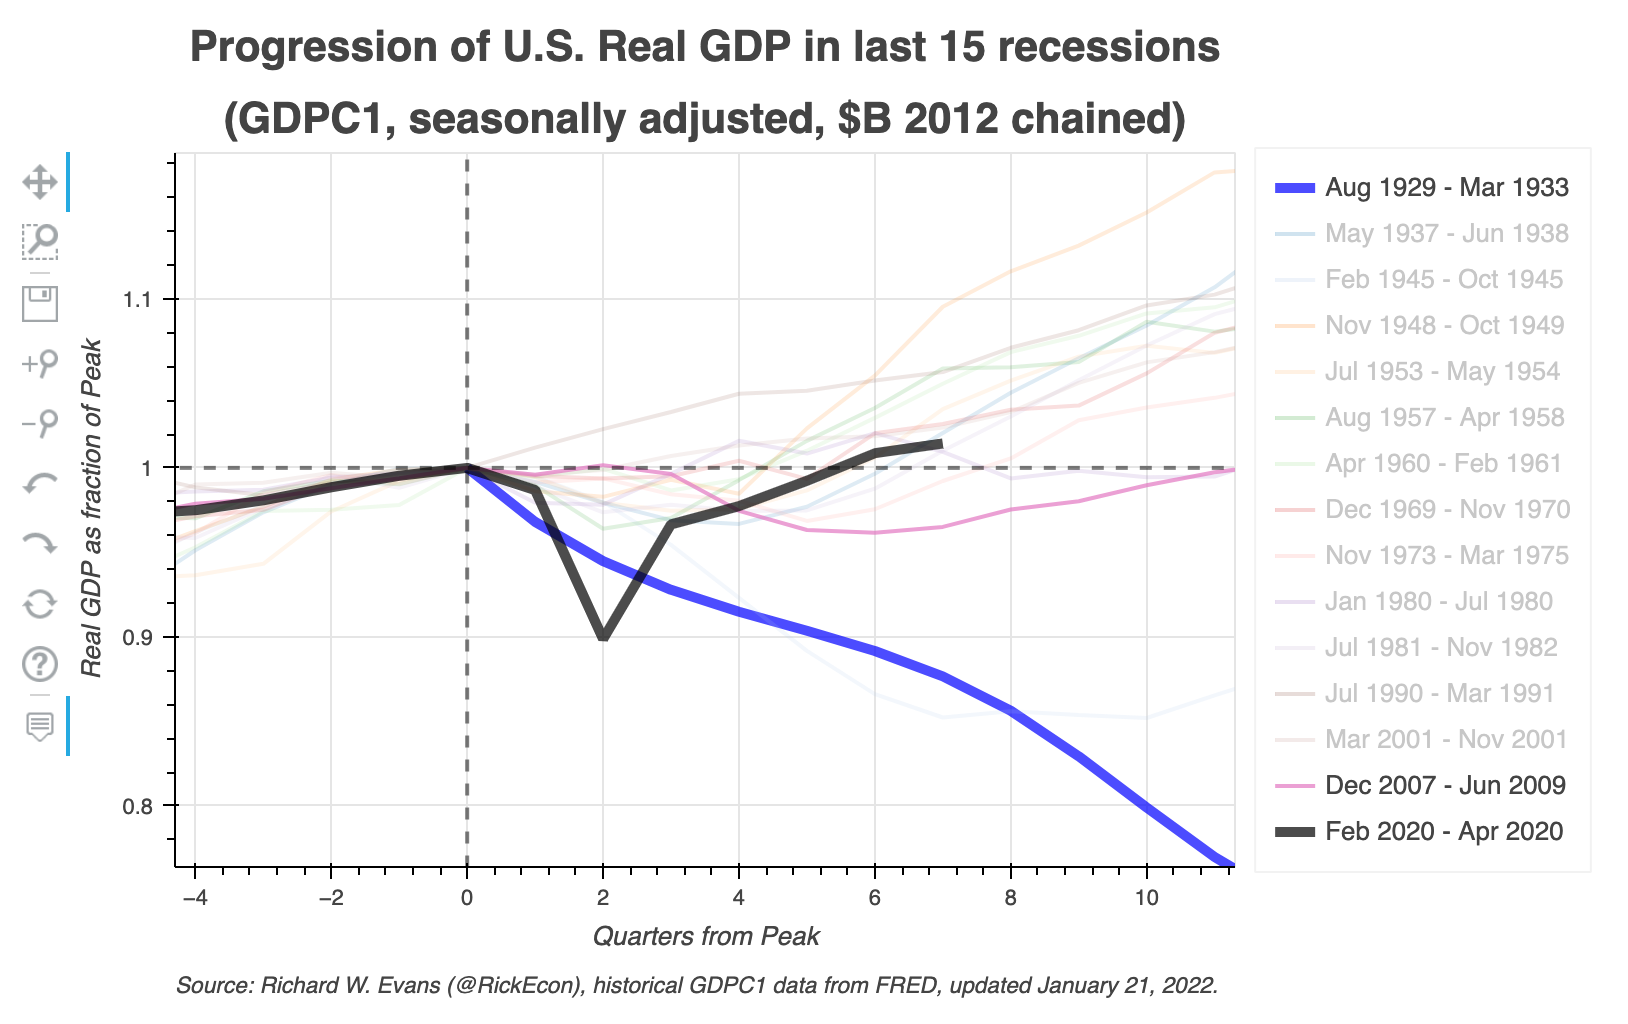 Progression of U.S. Real GDP in last 15 recessions
(GDPC1, seasonally adjusted, $B 2012 chained)
Real GDP as fraction of Peak
1.1
1
0.9
0.8
−4
−2
0
2
4
6
8
10
Quarters from Peak
Aug 1929 - Mar 1933
May 1937 - Jun 1938
Feb 1945 - Oct 1945
Nov 1948 - Oct 1949
Jul 1953 - May 1954
Aug 1957 - Apr 1958
Apr 1960 - Feb 1961
Dec 1969 - Nov 1970
Nov 1973 - Mar 1975
Jan 1980 - Jul 1980
Jul 1981 - Nov 1982
Jul 1990 - Mar 1991
Mar 2001 - Nov 2001
Dec 2007 - Jun 2009
Feb 2020 - Apr 2020
Source: Richard W. Evans (@RickEcon), historical GDPC1 data from FRED, updated January 21, 2022.